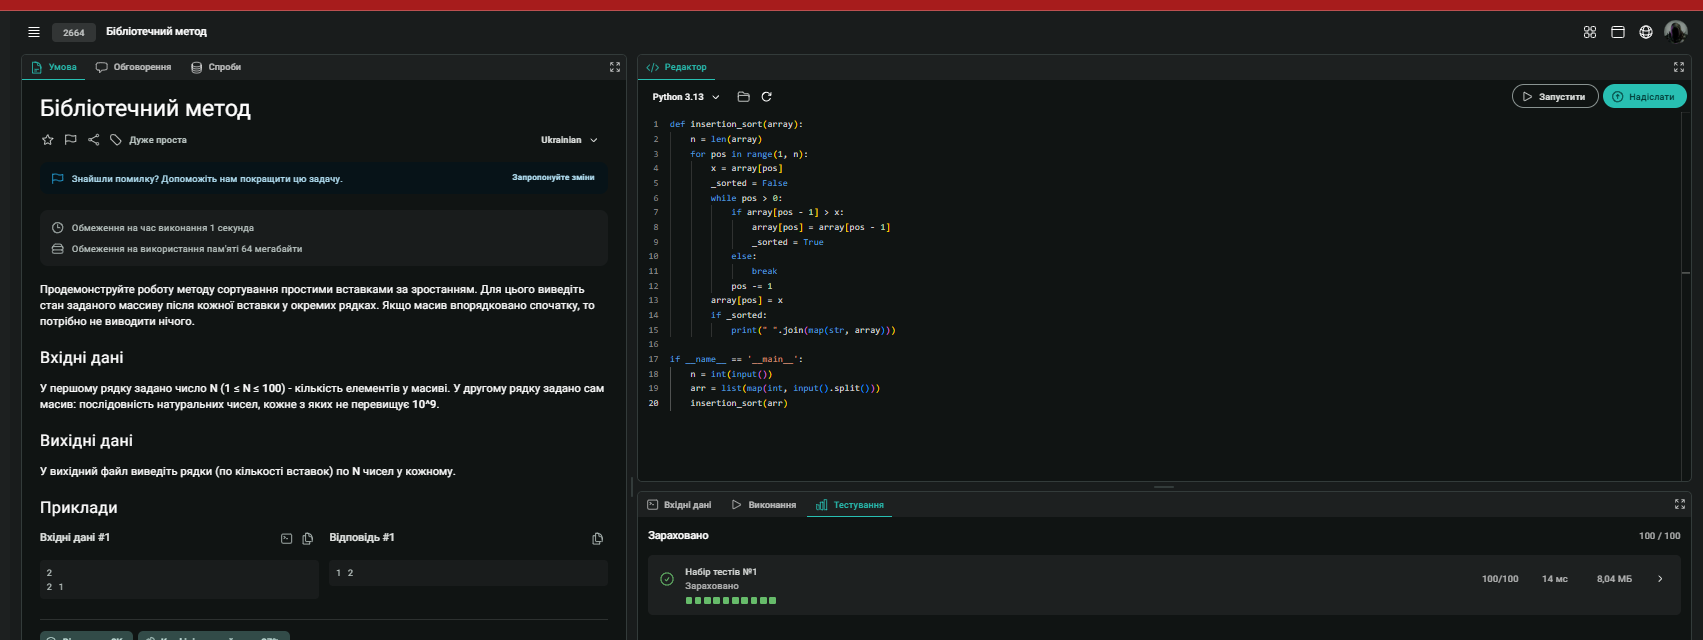 2664 Бібліотечний метод
Умова Обговорення Спроби
Бібліотечний метод
Дуже проста Ukrainian
Знайшли помилку? Допоможіть нам покращити цю задачу. Запропонуйте зміни
Обмеження на час виконання 1 секунда
Обмеження на використання пам'яті 64 мегабайти
Продемонструйте роботу методу сортування простими вставками за зростанням. Для цього виведіть
стан заданого массиву після кожної вставки у окремих рядках. Якщо масив впорядковано спочатку, то
потрібно не виводити нічого.
Вхідні дані
У першому рядку задано число N (1 ≤ N ≤ 100) - кількість елементів у масиві. У другому рядку задано сам
масив: послідовність натуральних чисел, кожне з яких не перевищує 10^9.
Вихідні дані
У вихідний файл виведіть рядки (по кількості вставок) по N чисел у кожному.
Приклади
Вхідні дані #1 Відповідь #1
2
2 1
1 2
Редактор
Python 3.13 Запустити Надіслати
1 def insertion_sort(array):
2 n = len(array)
3 for pos in range(1, n):
4 x = array[pos]
5 _sorted = False
6 while pos > 0:
7 if array[pos - 1] > x:
8 array[pos] = array[pos - 1]
9 _sorted = True
10 else:
11 break
12 pos -= 1
13 array[pos] = x
14 if _sorted:
15 print(" ".join(map(str, array)))
16
17 if __name__ == '__main__':
18 n = int(input())
19 arr = list(map(int, input().split()))
20 insertion_sort(arr)
Вхідні дані Виконання Тестування
Зараховано 100 / 100
Набір тестів №1
Зараховано
100/100 14 мс 8,04 МБ